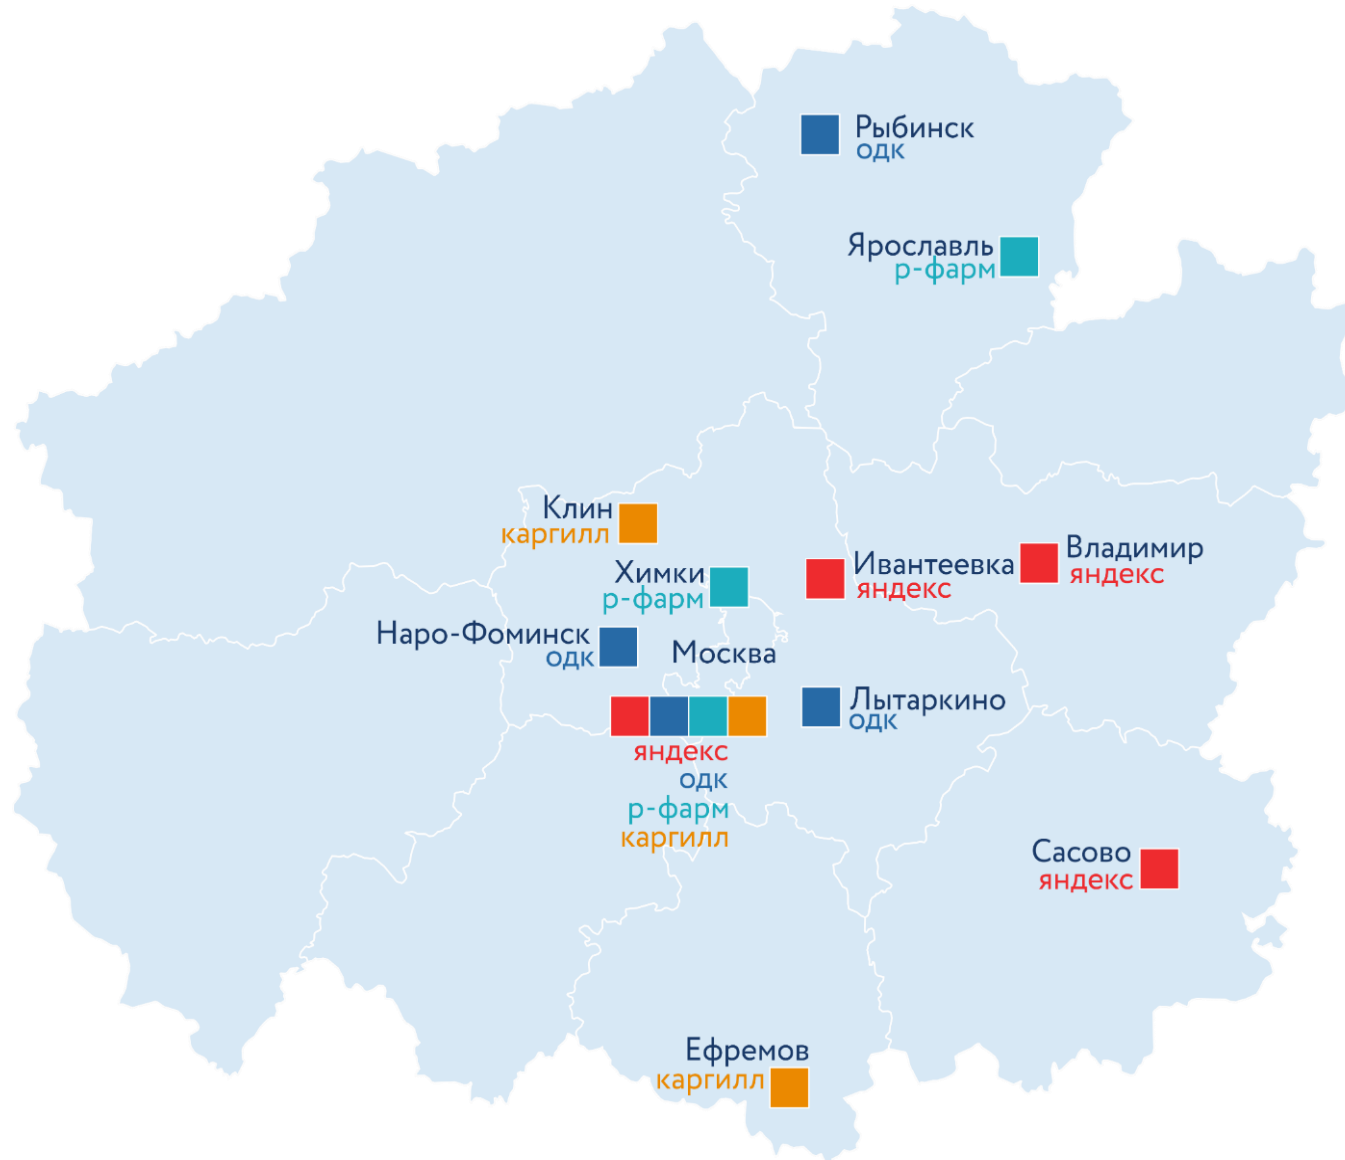 Рыбинск
одк
Ярославль
р-фарм
Клин
каргилл
Химки
р-фарм
Ивантеевка
яндекс
Владимир
яндекс
Наро-Фоминск
одк
Москва
яндекс
одк
р-фарм
каргилл
Лытаркино
одк
Сасово
яндекс
Ефремов
каргилл